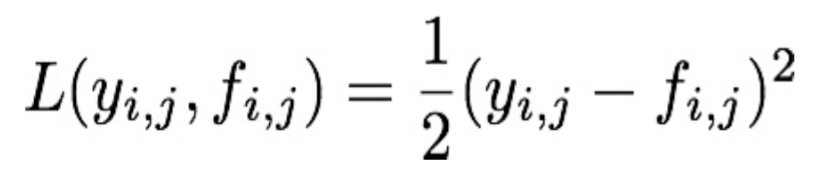 L(y_{i,j}, f_{i,j}) = \frac{1}{2}(y_{i,j} - f_{i,j})^2